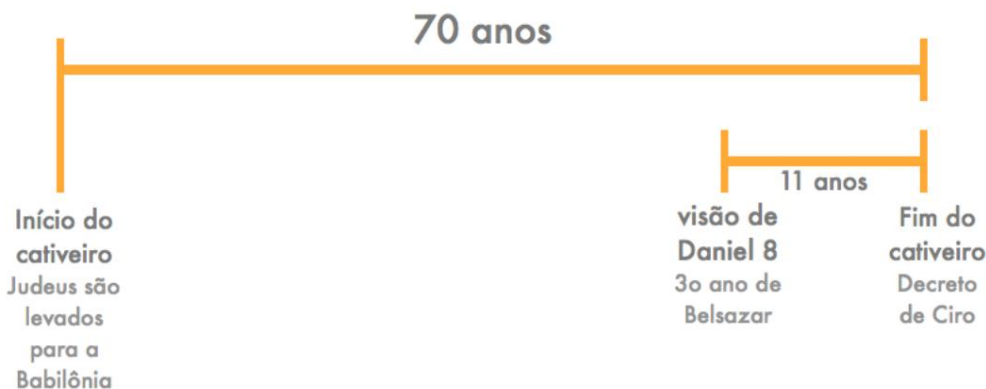 70 anos
11 anos
Início do
cativeiro
Judeus são
levados
para a
Babilônia
visão de
Daniel 8
3o ano de
Belsazar
Fim do
cativeiro
Decreto
de Ciro